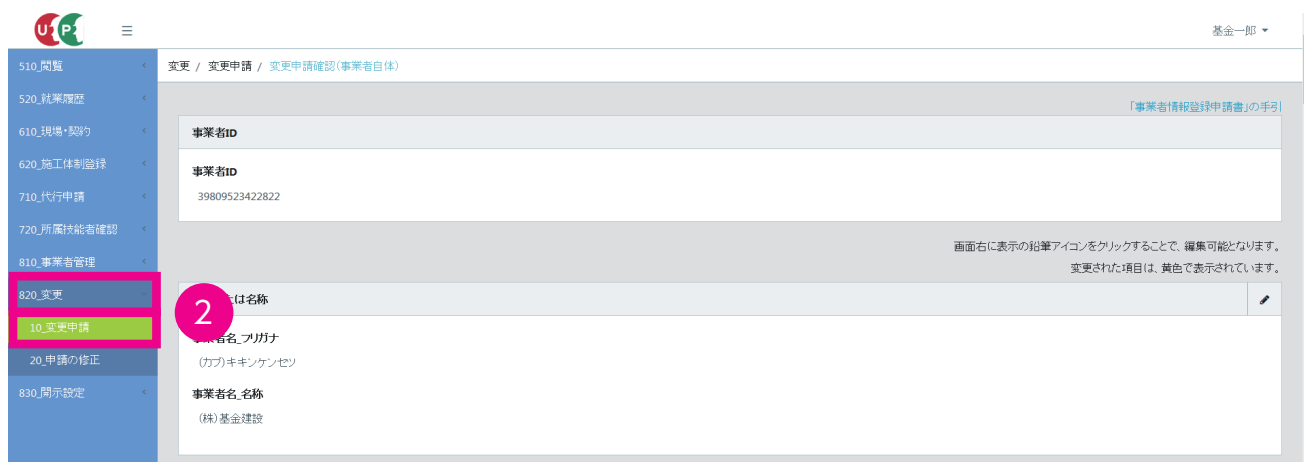 UP
基金一郎
510_閲覧
変更 / 変更申請 / 変更申請確認(事業者自体)
520_就業履歴
「事業者情報登録申請書」の手引
610_現場・契約
事業者ID
620_施工体制登録
事業者ID
710_代行申請
39809523422822
720_所属技能者確認
画面右に表示の鉛筆アイコンをクリックすることで、編集可能となります。
810_事業者管理
変更された項目は、黄色で表示されています。
820_変更
2
は名称
10_変更申請
者名_フリガナ
20_申請の修正
(カブ)キキンケンセツ
830_開示設定
事業者名_名称
(株)基金建設